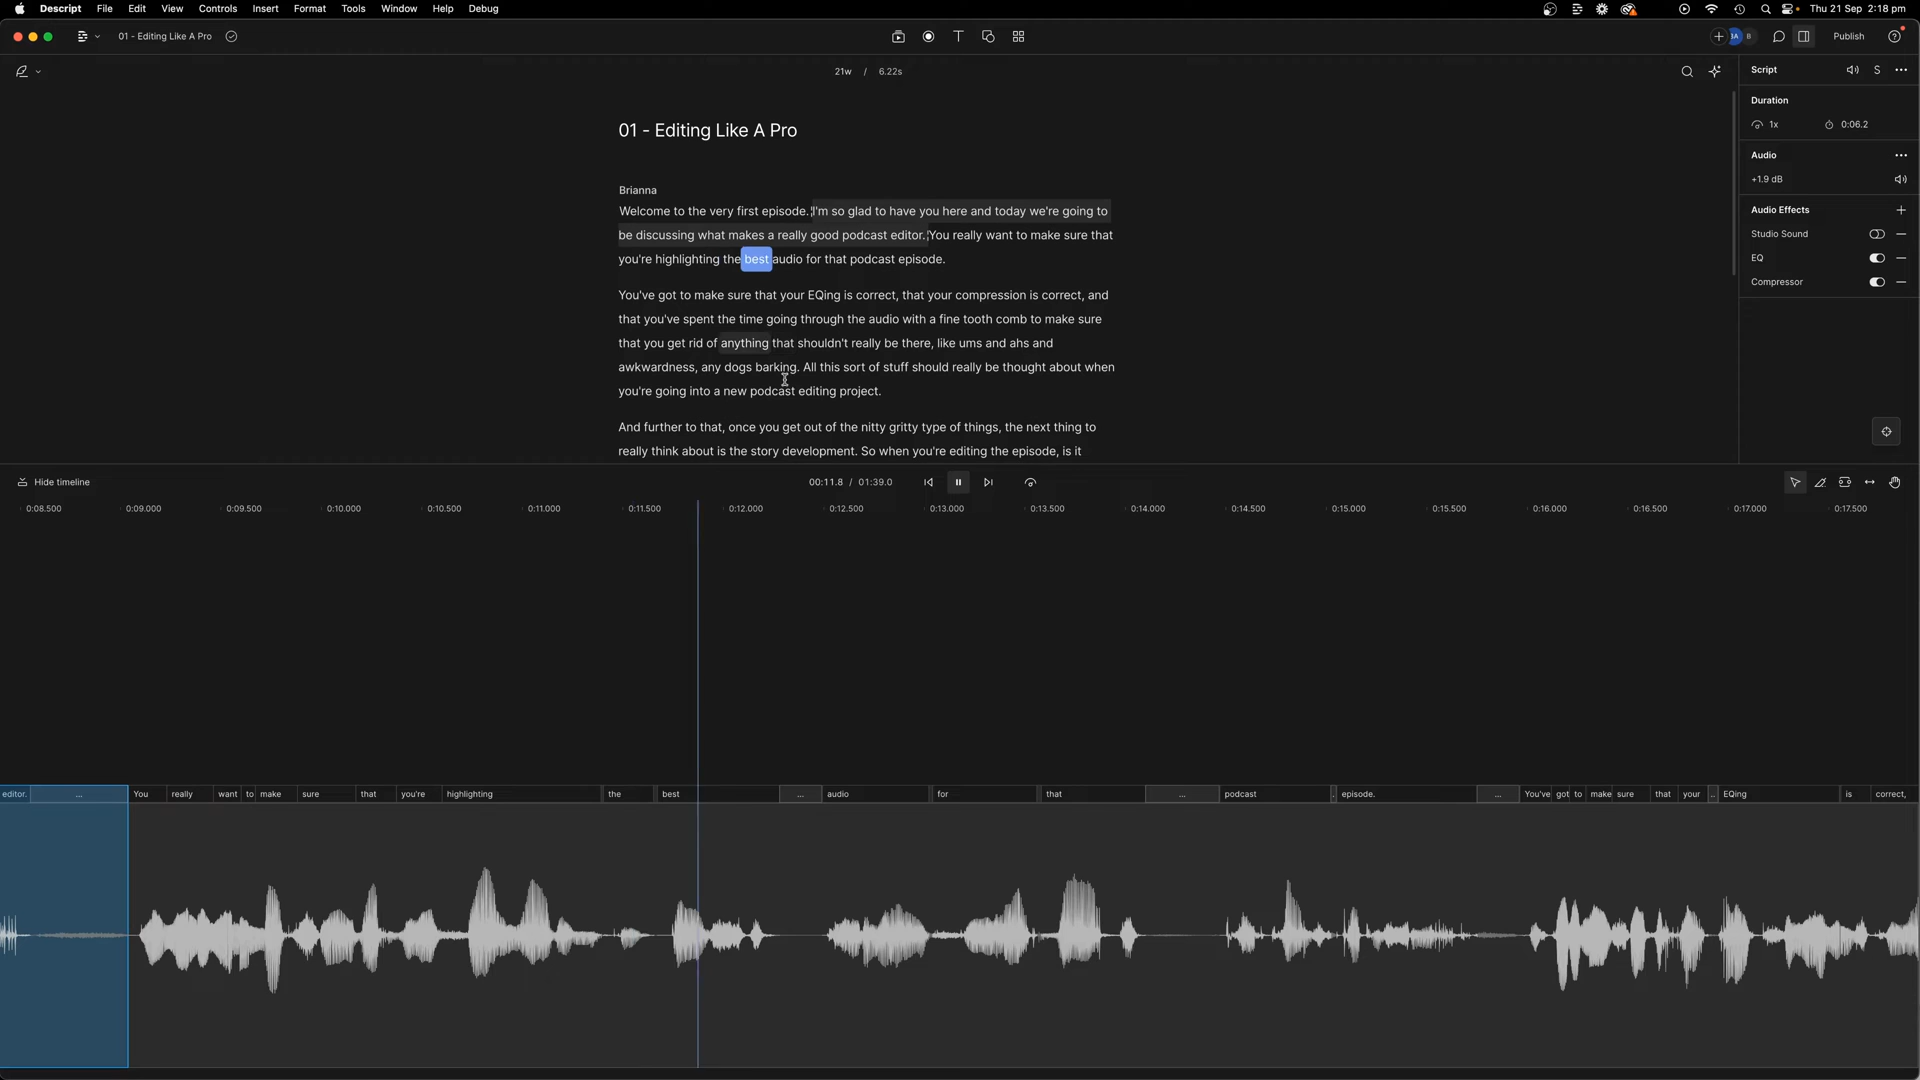 Descript File Edit View Controls Insert Format Tools Window Help Debug Thu 21 Sep 2:18 pm
01 - Editing Like A Pro
B Publish
21w / 6.22s
Script S
Duration
1x 0:06.2
Audio
+1.9 dB
Audio Effects
Studio Sound
EQ
Compressor
01 - Editing Like A Pro
Brianna
Welcome to the very first episode. I'm so glad to have you here and today we're going to
be discussing what makes a really good podcast editor. You really want to make sure that
you're highlighting the best audio for that podcast episode.
You've got to make sure that your EQing is correct, that your compression is correct, and
that you've spent the time going through the audio with a fine tooth comb to make sure
that you get rid of anything that shouldn't really be there, like ums and ahs and
awkwardness, any dogs barking. All this sort of stuff should really be thought about when
you're going into a new podcast editing project.
And further to that, once you get out of the nitty gritty type of things, the next thing to
really think about is the story development. So when you're editing the episode, is it
Hide timeline 00:11.8 / 01:39.0
0:08.500 0:09.000 0:09.500 0:10.000 0:10.500 0:11.000 0:11.500 0:12.000 0:12.500 0:13.000 0:13.500 0:14.000 0:14.500 0:15.000 0:15.500 0:16.000 0:16.500 0:17.000 0:17.500
editor. ... You really want to make sure that you're highlighting the best ... audio for that ... podcast . episode. ... You've got to make sure that your .. EQing is correct,